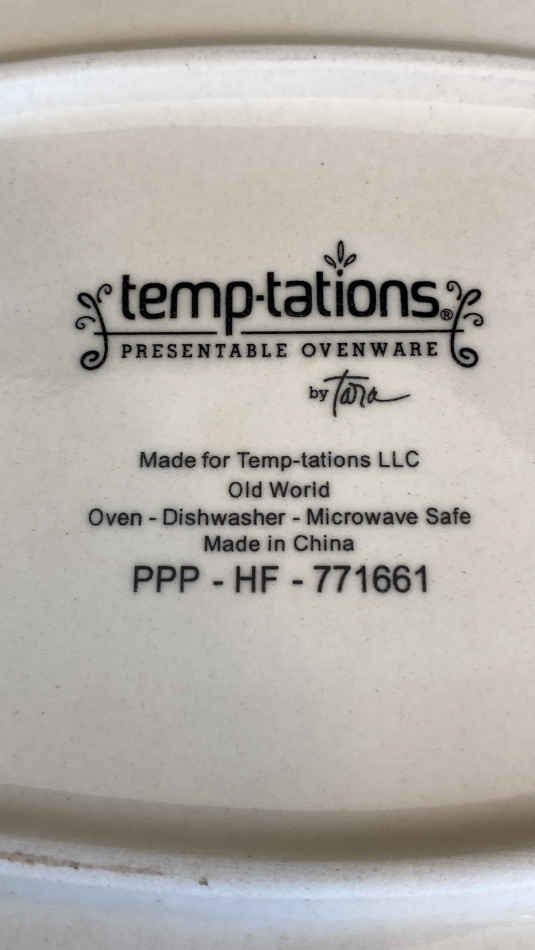 temp-tations®
PRESENTABLE OVENWARE
by Tara
Made for Temp-tations LLC
Old World
Oven - Dishwasher - Microwave Safe
Made in China
PPP - HF - 771661